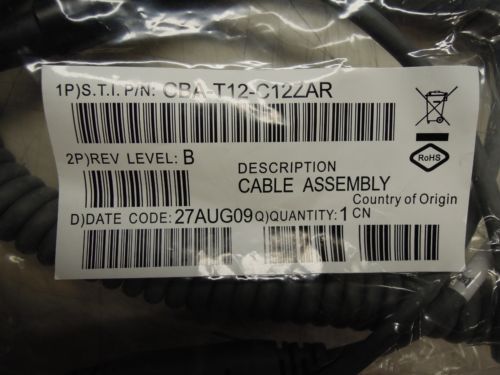 1P)S.T.I. P/N: CBA-T12-C12ZAR
2P)REV LEVEL: B
RoHS
DESCRIPTION
CABLE ASSEMBLY
Country of Origin
D)DATE CODE: 27AUG09 Q)QUANTITY: 1 CN